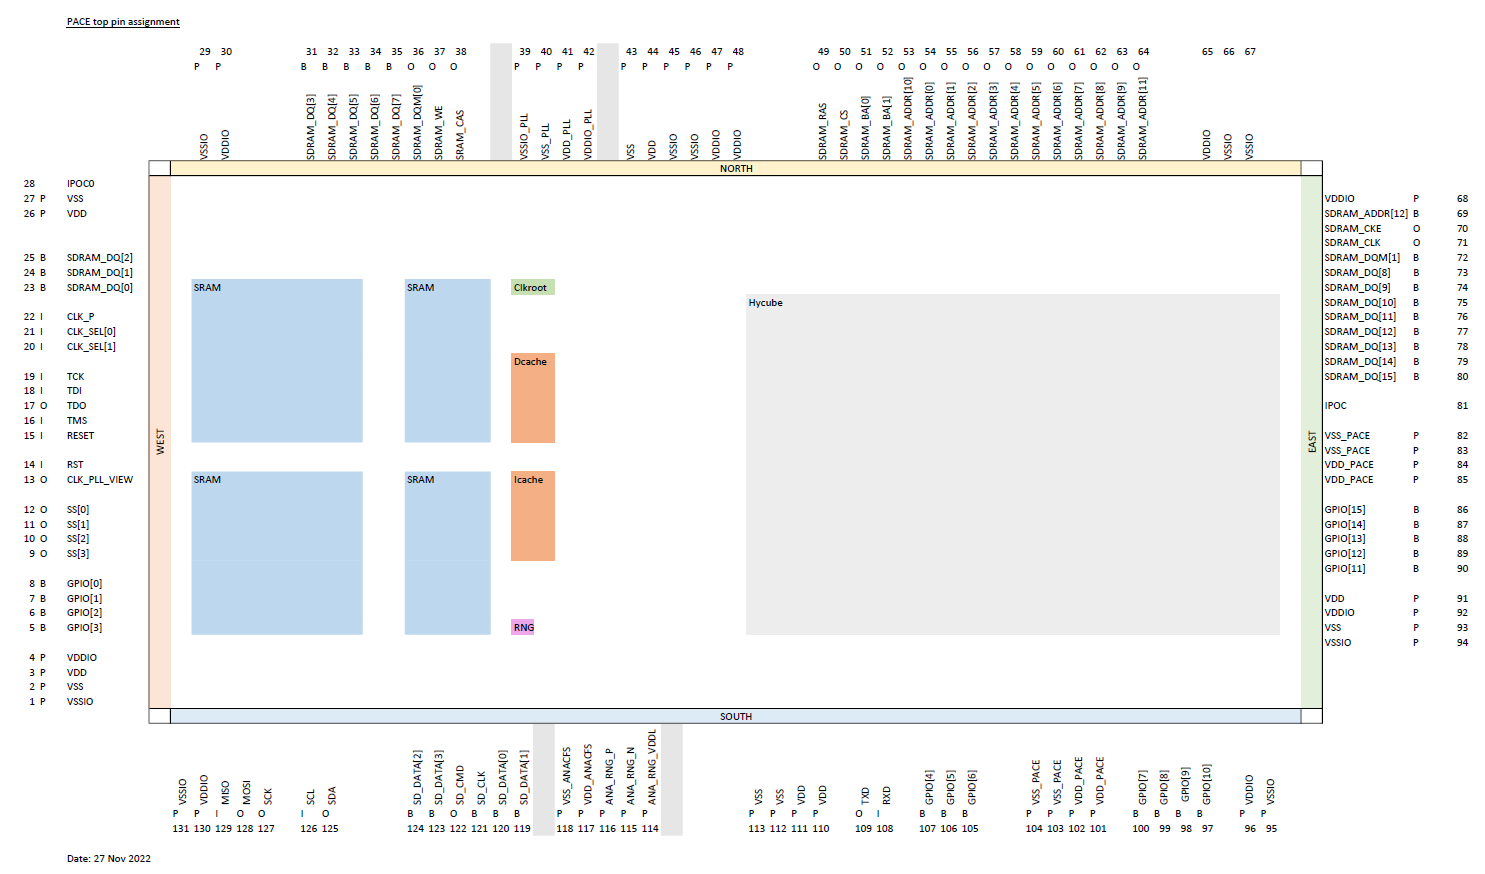 PACE top pin assignment
29 30 31 32 33 34 35 36 37 38 39 40 41 42 43 44 45 46 47 48 49 50 51 52 53 54 55 56 57 58 59 60 61 62 63 64 65 66 67
P P B B B B B O O O P P P P P P P P P P O O O O O O O O O O O O O O O O
VSSIO VDDIO SDRAM_DQ[3] SDRAM_DQ[4] SDRAM_DQ[5] SDRAM_DQ[6] SDRAM_DQ[7] SDRAM_DQM[0] SDRAM_WE SRAM_CAS VSSIO_PLL VSS_PLL VDD_PLL VDDIO_PLL VSS VDD VSSIO VSSIO VDDIO VDDIO SDRAM_RAS SDRAM_CS SDRAM_BA[0] SDRAM_BA[1] SDRAM_ADDR[10] SDRAM_ADDR[0] SDRAM_ADDR[1] SDRAM_ADDR[2] SDRAM_ADDR[3] SDRAM_ADDR[4] SDRAM_ADDR[5] SDRAM_ADDR[6] SDRAM_ADDR[7] SDRAM_ADDR[8] SDRAM_ADDR[9] SDRAM_ADDR[11] VDDIO VSSIO VSSIO
NORTH
28 IPOC0
27 P VSS
26 P VDD
25 B SDRAM_DQ[2]
24 B SDRAM_DQ[1]
23 B SDRAM_DQ[0]
22 I CLK_P
21 I CLK_SEL[0]
20 I CLK_SEL[1]
19 I TCK
18 I TDI
17 O TDO
16 I TMS
15 I RESET
14 I RST
13 O CLK_PLL_VIEW
12 O SS[0]
11 O SS[1]
10 O SS[2]
9 O SS[3]
8 B GPIO[0]
7 B GPIO[1]
6 B GPIO[2]
5 B GPIO[3]
4 P VDDIO
3 P VDD
2 P VSS
1 P VSSIO
WEST
SRAM SRAM Clkroot
Hycube
Dcache
SRAM SRAM Icache
RNG
EAST
VDDIO P 68
SDRAM_ADDR[12] B 69
SDRAM_CKE O 70
SDRAM_CLK O 71
SDRAM_DQM[1] B 72
SDRAM_DQ[8] B 73
SDRAM_DQ[9] B 74
SDRAM_DQ[10] B 75
SDRAM_DQ[11] B 76
SDRAM_DQ[12] B 77
SDRAM_DQ[13] B 78
SDRAM_DQ[14] B 79
SDRAM_DQ[15] B 80
IPOC 81
VSS_PACE P 82
VSS_PACE P 83
VDD_PACE P 84
VDD_PACE P 85
GPIO[15] B 86
GPIO[14] B 87
GPIO[13] B 88
GPIO[12] B 89
GPIO[11] B 90
VDD P 91
VDDIO P 92
VSS P 93
VSSIO P 94
SOUTH
VSSIO VDDIO MISO MOSI SCK SCL SDA SD_DATA[2] SD_DATA[3] SD_CMD SD_CLK SD_DATA[0] SD_DATA[1] VSS_ANACFS VDD_ANACFS ANA_RNG_P ANA_RNG_N ANA_RNG_VDDL VSS VSS VDD VDD TXD RXD GPIO[4] GPIO[5] GPIO[6] VSS_PACE VSS_PACE VDD_PACE VDD_PACE GPIO[7] GPIO[8] GPIO[9] GPIO[10] VDDIO VSSIO
P P I O O I O B B O B B B P P P P P P P P P O I B B B P P P P B B B B P P
131 130 129 128 127 126 125 124 123 122 121 120 119 118 117 116 115 114 113 112 111 110 109 108 107 106 105 104 103 102 101 100 99 98 97 96 95
Date: 27 Nov 2022